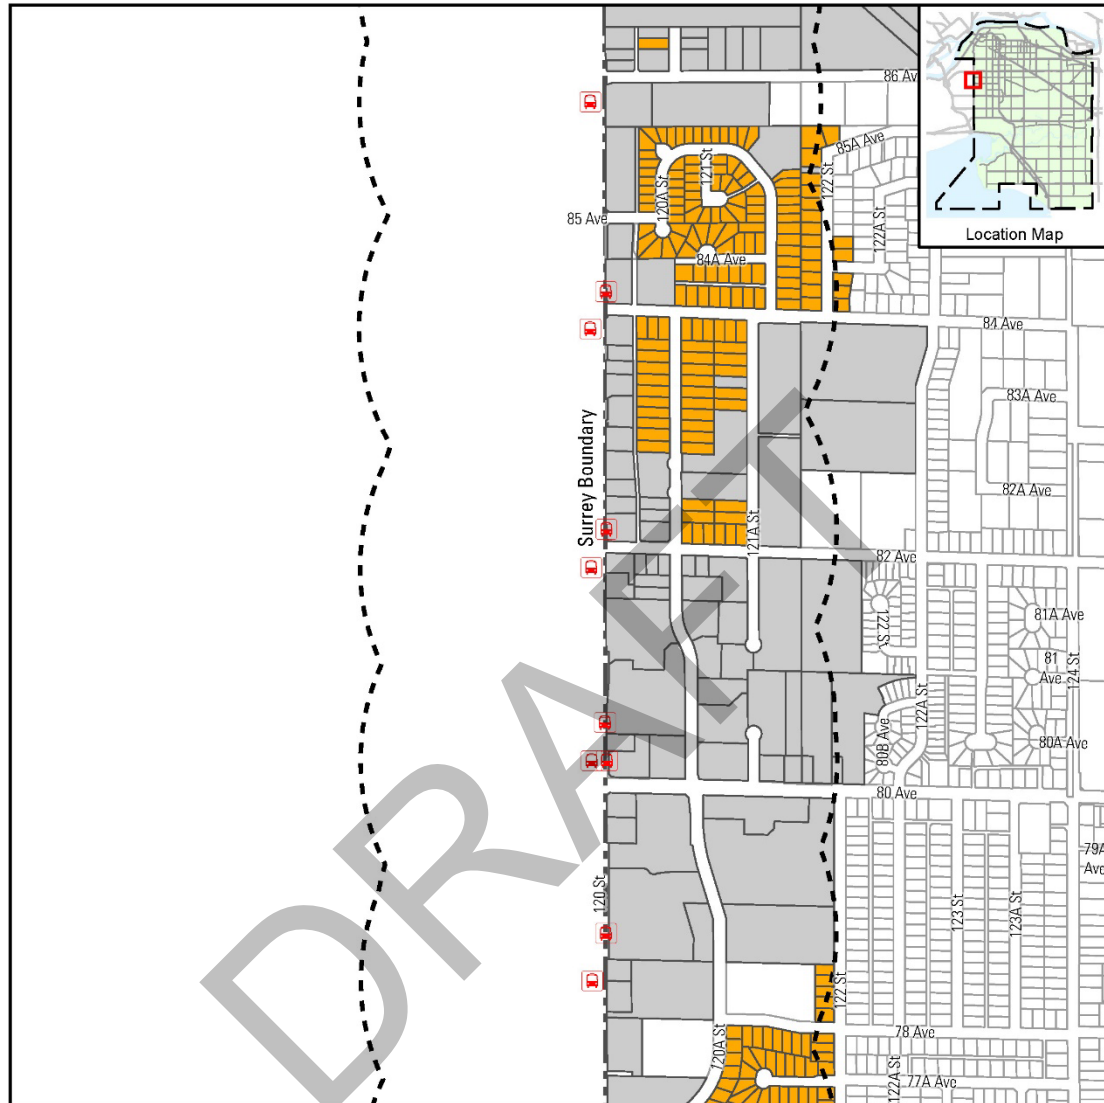 86 Av
Location Map
85A Ave
121 St
122 St
120A St
122A St
85 Ave
84A Ave
84 Ave
83A Ave
Surrey Boundary
82A Ave
121A St
82 Ave
122 St
81A Ave
81
Ave
124 St
122A St
80B Ave
80A Ave
80 Ave
79A
Ave
120 St
123 St
123A St
122 St
78 Ave
120A St
122A St
77A Ave
DRAFT